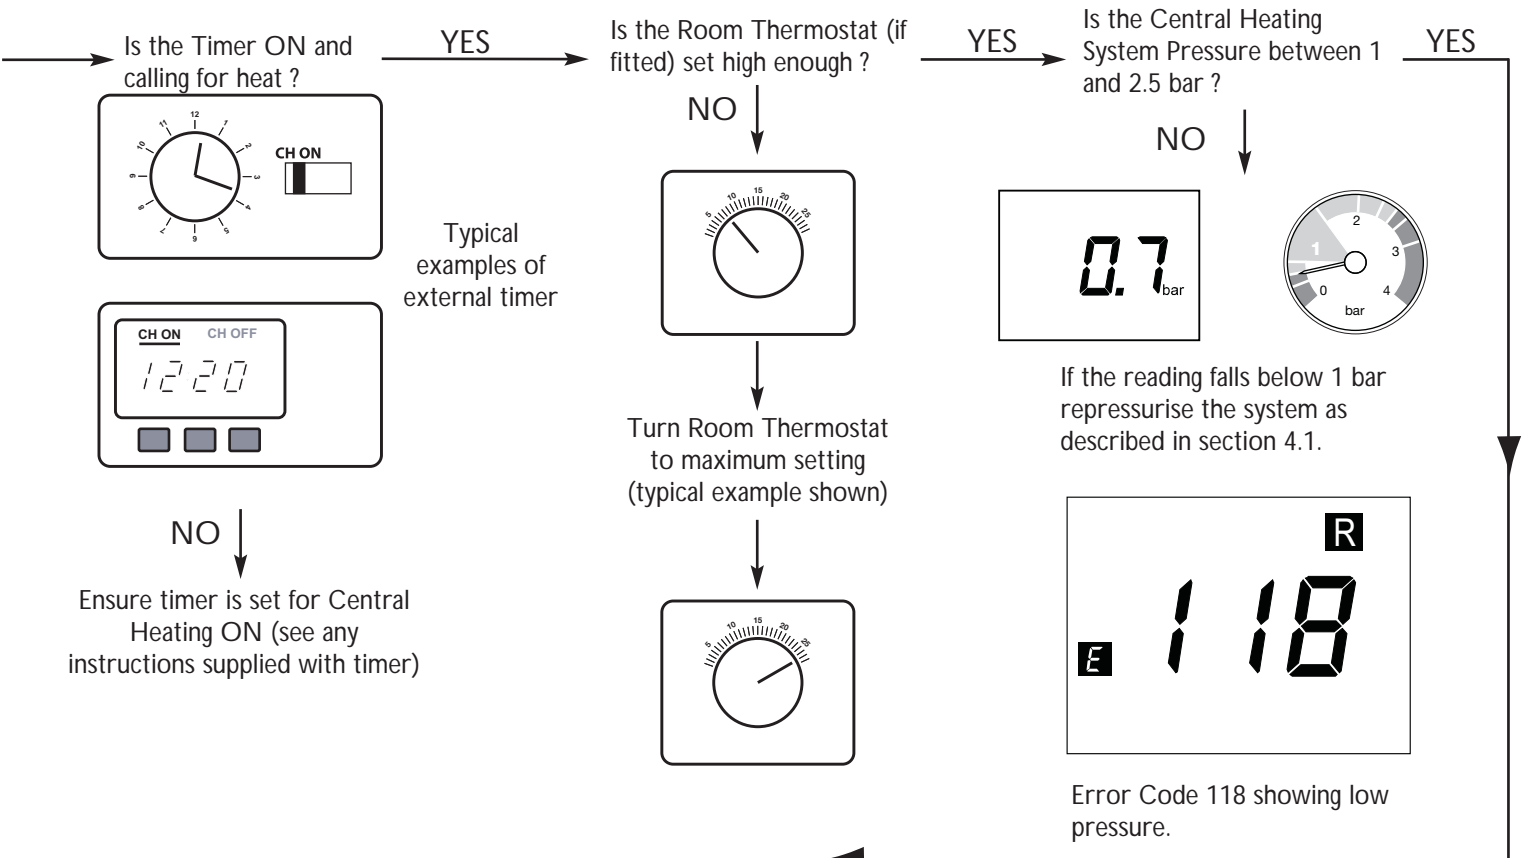 Is the Timer ON and
calling for heat ?
YES
Is the Room Thermostat (if
fitted) set high enough ?
YES
Is the Central Heating
System Pressure between 1
and 2.5 bar ?
YES
12
1
2
3
4
5
6
7
8
9
10
11
CH ON
Typical
examples of
external timer
CH ON CH OFF
1220
NO
Ensure timer is set for Central
Heating ON (see any
instructions supplied with timer)
NO
5 10 15 20 25
Turn Room Thermostat
to maximum setting
(typical example shown)
5 10 15 20 25
NO
0.7 bar
0 1 2 3 4
bar
If the reading falls below 1 bar
repressurise the system as
described in section 4.1.
R
E 118
Error Code 118 showing low
pressure.